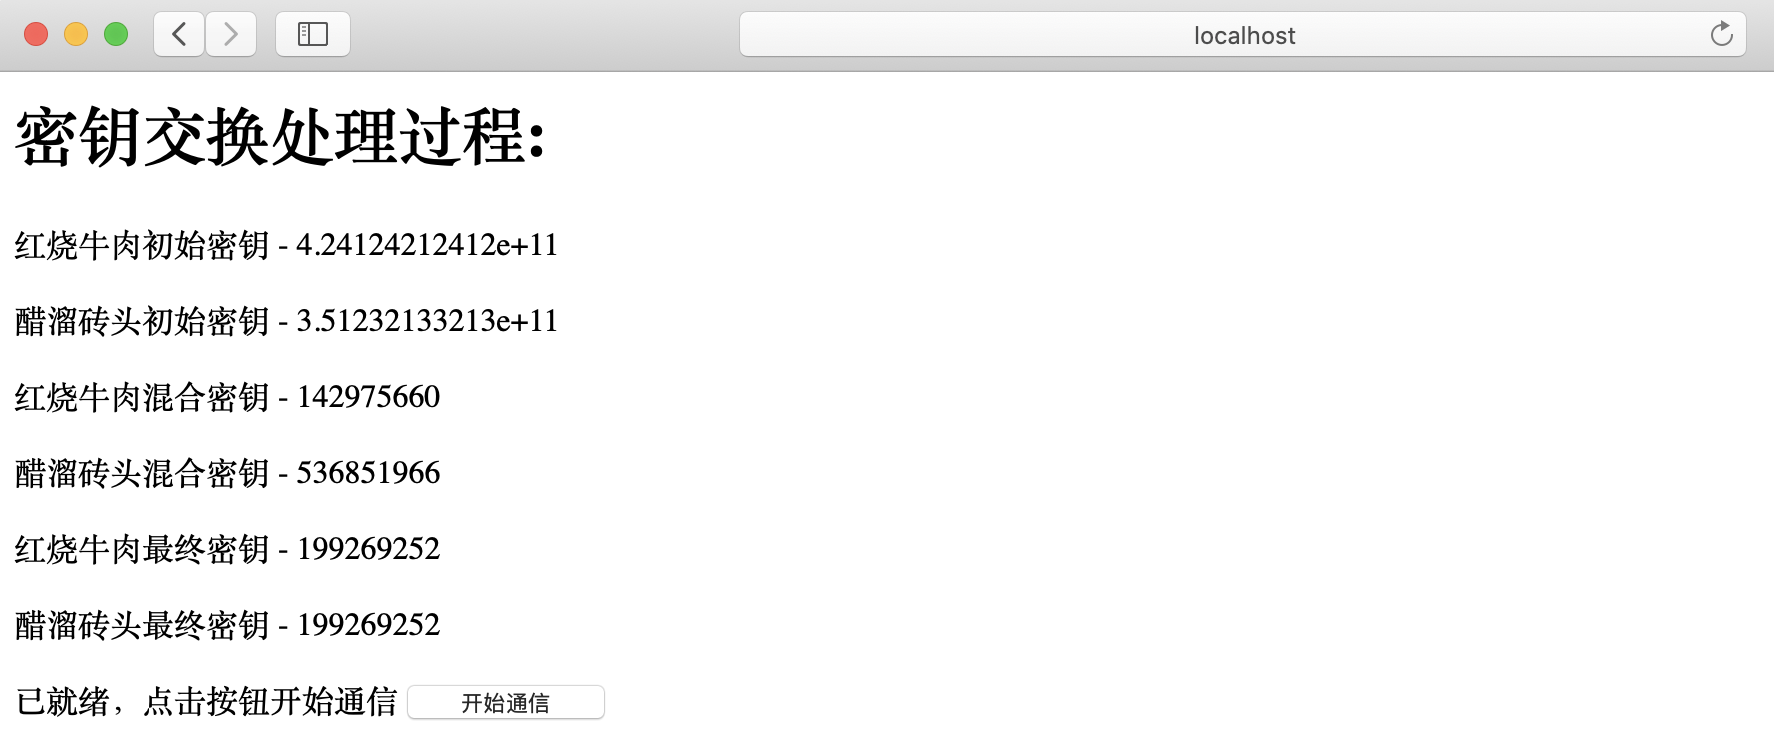 localhost
密钥交换处理过程:
红烧牛肉初始密钥 - 4.24124212412e+11
醋溜砖头初始密钥 - 3.51232133213e+11
红烧牛肉混合密钥 - 142975660
醋溜砖头混合密钥 - 536851966
红烧牛肉最终密钥 - 199269252
醋溜砖头最终密钥 - 199269252
已就绪，点击按钮开始通信 开始通信